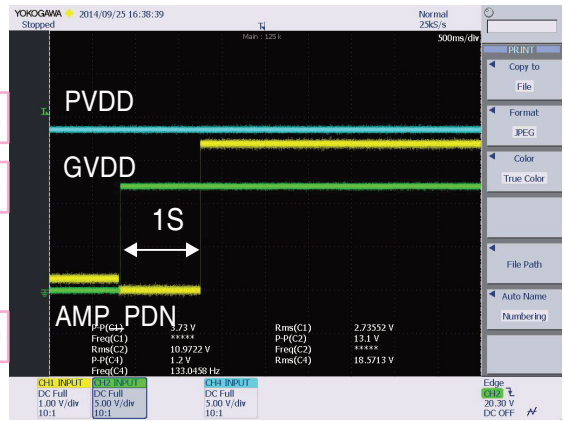 YOKOGAWA 2014/09/25 16:38:39
Stopped
Normal
25kS/s
Main : 125 k
500ms/div
PVDD
GVDD
1S
AMP_PDN
P-P(C1) 3.73 V
Freq(C1) *****
Rms(C2) 10.9722 V
P-P(C4) 1.2 V
Freq(C4) 133.0458 Hz
Rms(C1) 2.73552 V
P-P(C2) 13.1 V
Freq(C2) *****
Rms(C4) 18.5713 V
CH1 INPUT
DC Full
1.00 V/div
10:1
CH2 INPUT
DC Full
5.00 V/div
10:1
CH4 INPUT
DC Full
5.00 V/div
10:1
Edge
CH2
20.30 V
DC OFF
PRINT
Copy to
File
Format
JPEG
Color
True Color
File Path
Auto Name
Numbering